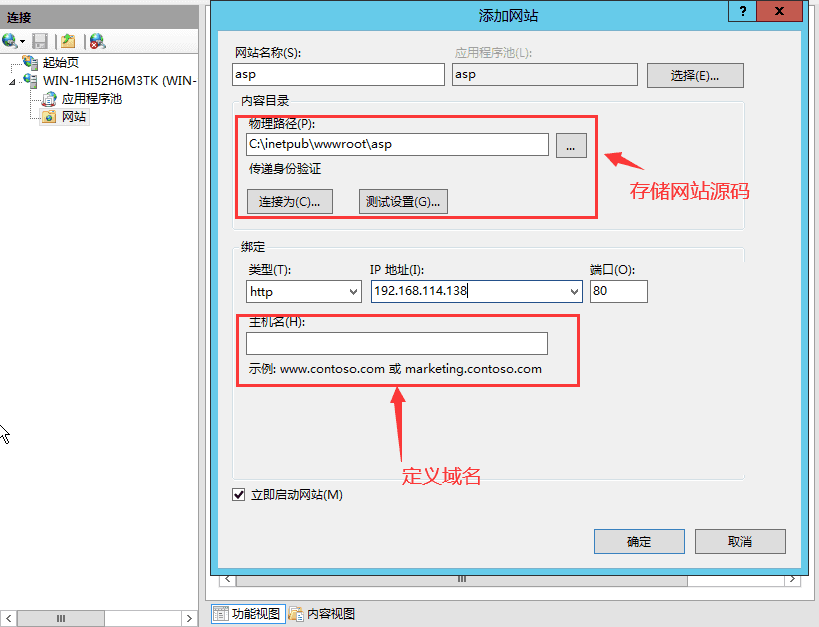 连接
起始页
WIN-1HI52H6M3TK (WIN-
应用程序池
网站
添加网站
?
x
网站名称(S):
应用程序池(L):
asp
asp
选择(E)...
内容目录
物理路径(P):
C:\inetpub\wwwroot\asp
...
传递身份验证
连接为(C)...
测试设置(G)...
存储网站源码
绑定
类型(T):
IP 地址(I):
端口(O):
http
192.168.114.138
80
主机名(H):
示例: www.contoso.com 或 marketing.contoso.com
定义域名
立即启动网站(M)
确定
取消
功能视图
内容视图